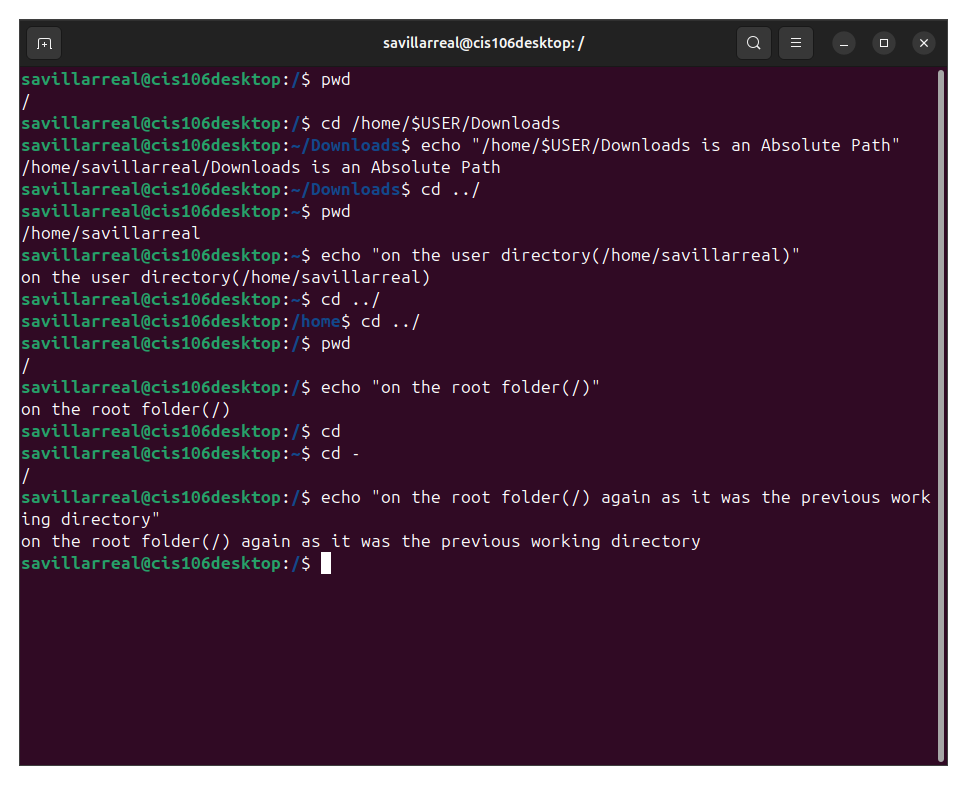 savillarreal@cis106desktop: /
savillarreal@cis106desktop:/$ pwd
/
savillarreal@cis106desktop:/$ cd /home/$USER/Downloads
savillarreal@cis106desktop:~/Downloads$ echo "/home/$USER/Downloads is an Absolute Path"
/home/savillarreal/Downloads is an Absolute Path
savillarreal@cis106desktop:~/Downloads$ cd ../
savillarreal@cis106desktop:~$ pwd
/home/savillarreal
savillarreal@cis106desktop:~$ echo "on the user directory(/home/savillarreal)"
on the user directory(/home/savillarreal)
savillarreal@cis106desktop:~$ cd ../
savillarreal@cis106desktop:/home$ cd ../
savillarreal@cis106desktop:/$ pwd
/
savillarreal@cis106desktop:/$ echo "on the root folder(/)"
on the root folder(/)
savillarreal@cis106desktop:/$ cd
savillarreal@cis106desktop:~$ cd -
/
savillarreal@cis106desktop:/$ echo "on the root folder(/) again as it was the previous work
ing directory"
on the root folder(/) again as it was the previous working directory
savillarreal@cis106desktop:/$